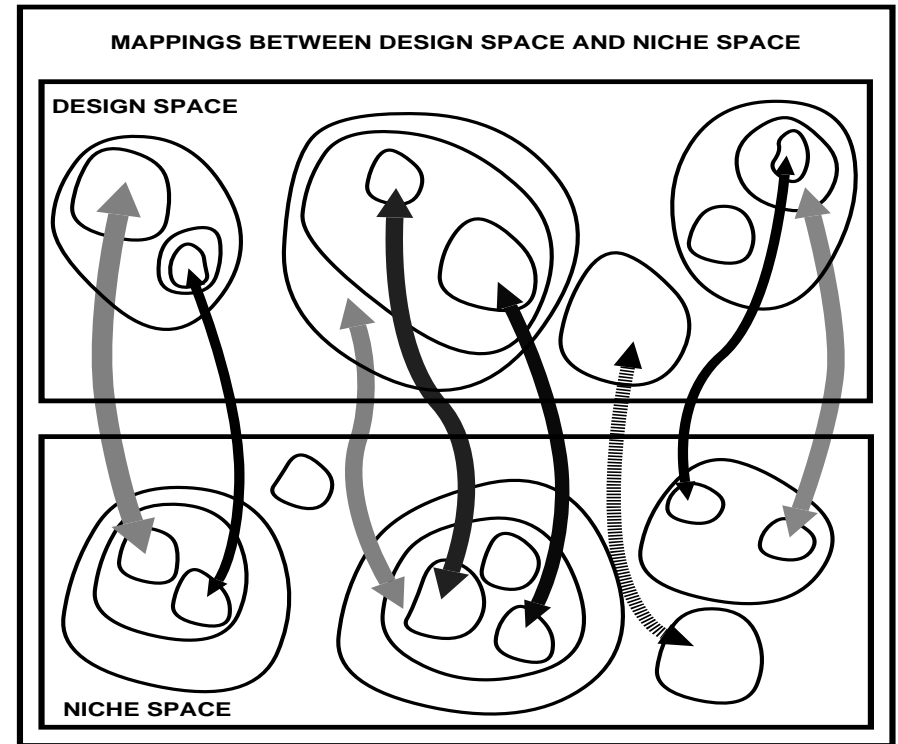 MAPPINGS BETWEEN DESIGN SPACE AND NICHE SPACE
DESIGN SPACE
NICHE SPACE